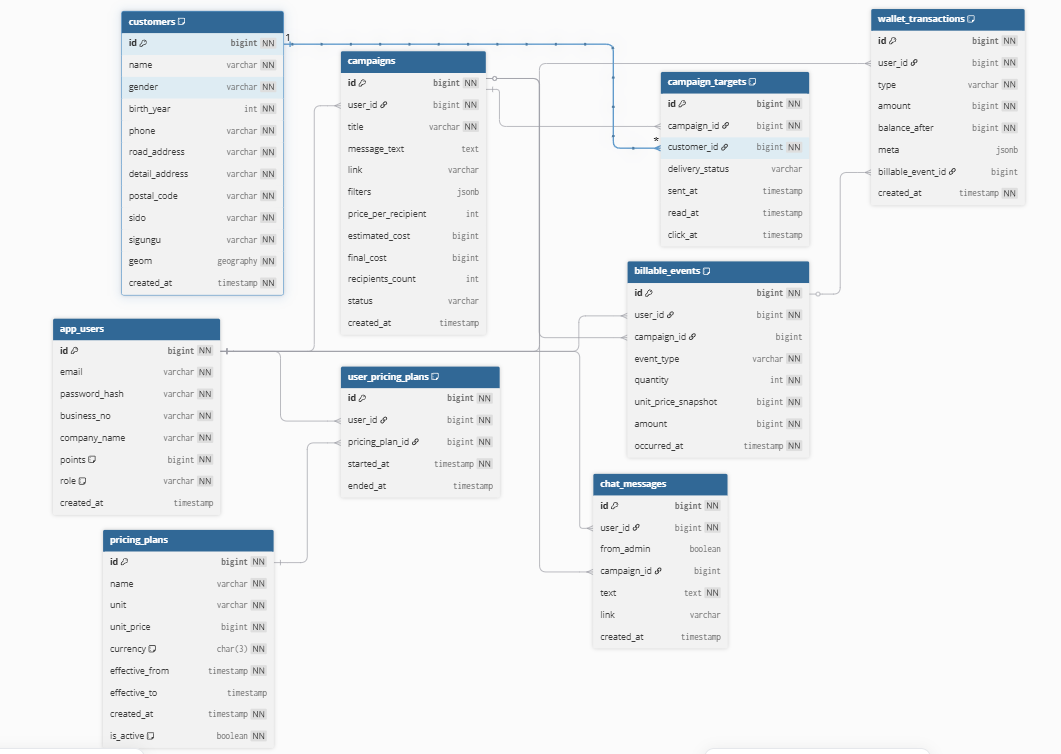 customers
id bigint NN
name varchar NN
gender varchar NN
birth_year int NN
phone varchar NN
road_address varchar NN
detail_address varchar NN
postal_code varchar NN
sido varchar NN
sigungu varchar NN
geom geography NN
created_at timestamp NN
1
*
campaigns
id bigint NN
user_id bigint NN
title varchar NN
message_text text
link varchar
filters jsonb
price_per_recipient int
estimated_cost bigint
final_cost bigint
recipients_count int
status varchar
created_at timestamp
campaign_targets
id bigint NN
campaign_id bigint NN
customer_id bigint NN
delivery_status varchar
sent_at timestamp
read_at timestamp
click_at timestamp
wallet_transactions
id bigint NN
user_id bigint NN
type varchar NN
amount bigint NN
balance_after bigint NN
meta jsonb
billable_event_id bigint
created_at timestamp NN
billable_events
id bigint NN
user_id bigint NN
campaign_id bigint
event_type varchar NN
quantity int NN
unit_price_snapshot bigint NN
amount bigint NN
occurred_at timestamp NN
app_users
id bigint NN
email varchar NN
password_hash varchar NN
business_no varchar NN
company_name varchar NN
points bigint NN
role varchar NN
created_at timestamp
user_pricing_plans
id bigint NN
user_id bigint NN
pricing_plan_id bigint NN
started_at timestamp NN
ended_at timestamp
chat_messages
id bigint NN
user_id bigint NN
from_admin boolean
campaign_id bigint
text text NN
link varchar
created_at timestamp
pricing_plans
id bigint NN
name varchar NN
unit varchar NN
unit_price bigint NN
currency char(3) NN
effective_from timestamp NN
effective_to timestamp
created_at timestamp NN
is_active boolean NN